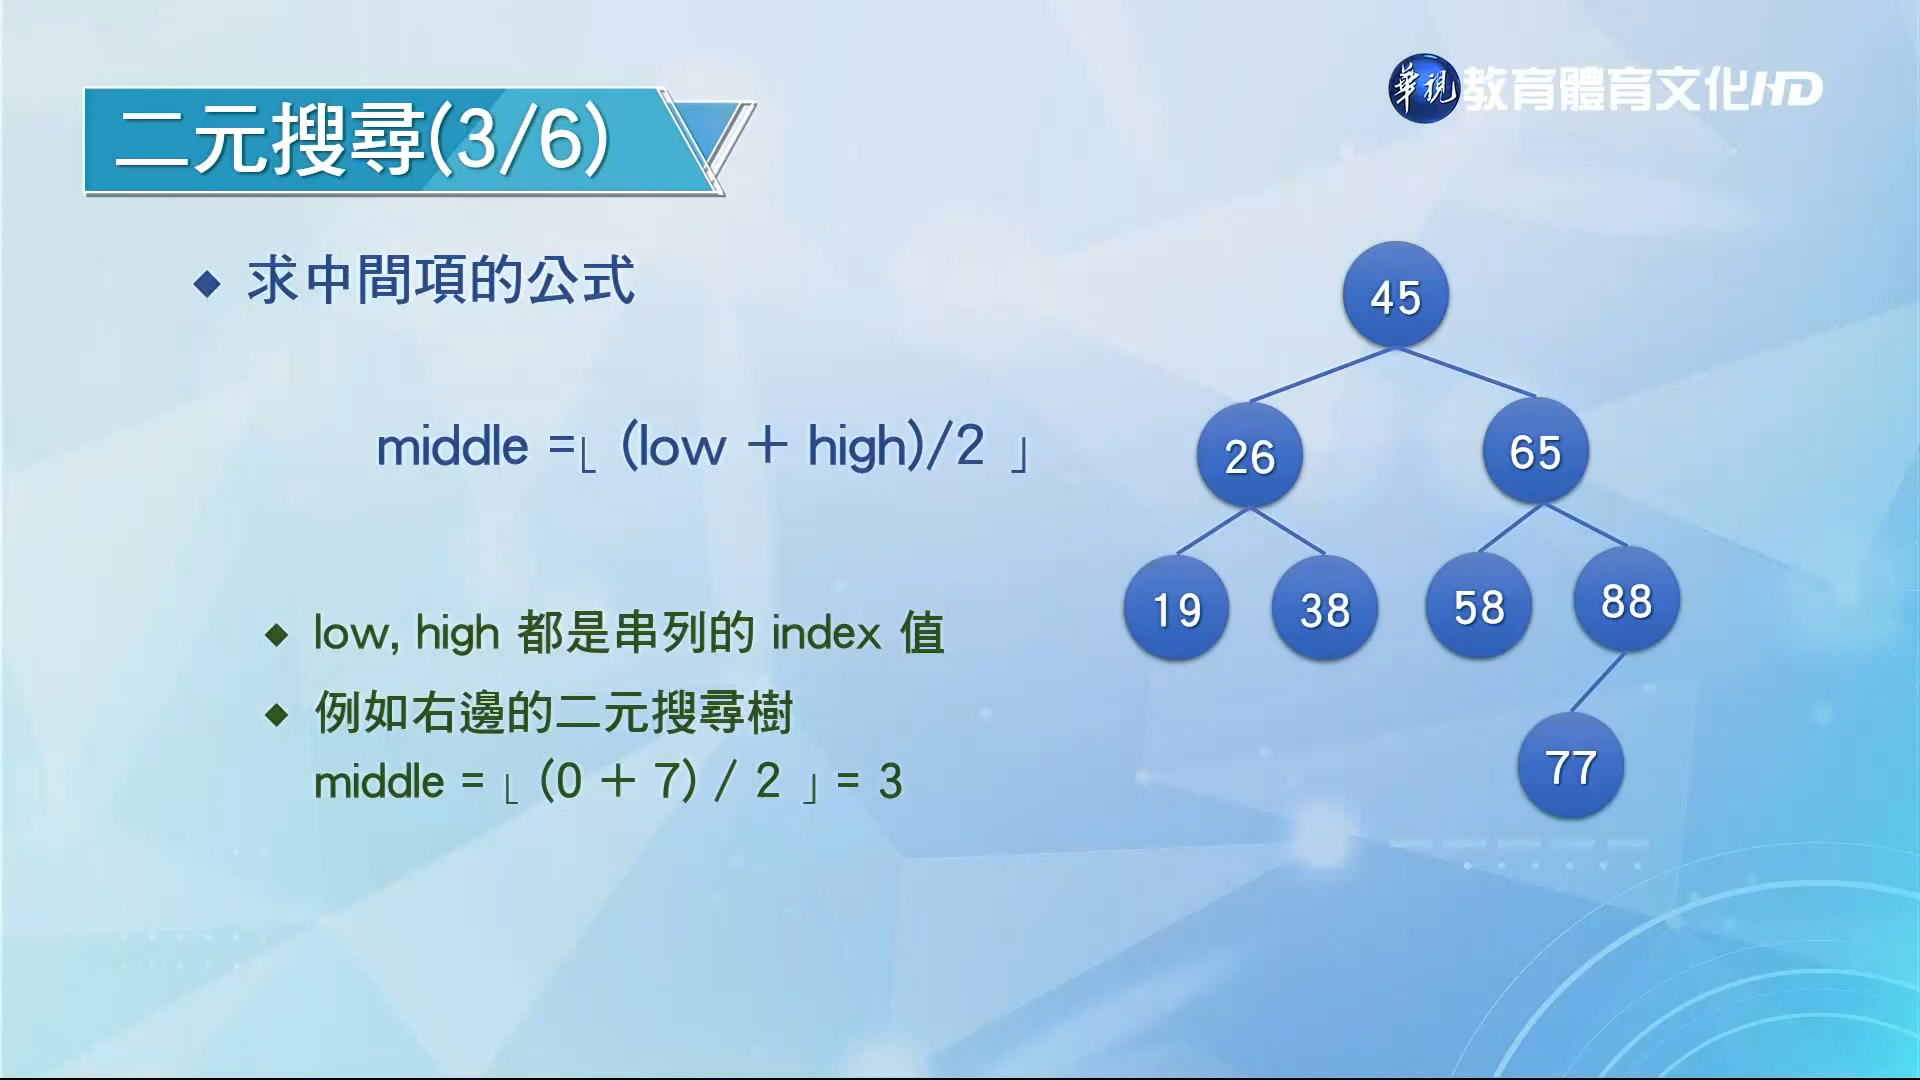 華視 教育體育文化HD
二元搜尋(3/6)
◆ 求中間項的公式
middle =⌊ (low + high)/2 ⌋
◆ low, high 都是串列的 index 值
◆ 例如右邊的二元搜尋樹
middle = ⌊ (0 + 7) / 2 ⌋ = 3
45
26 65
19 38 58 88
77